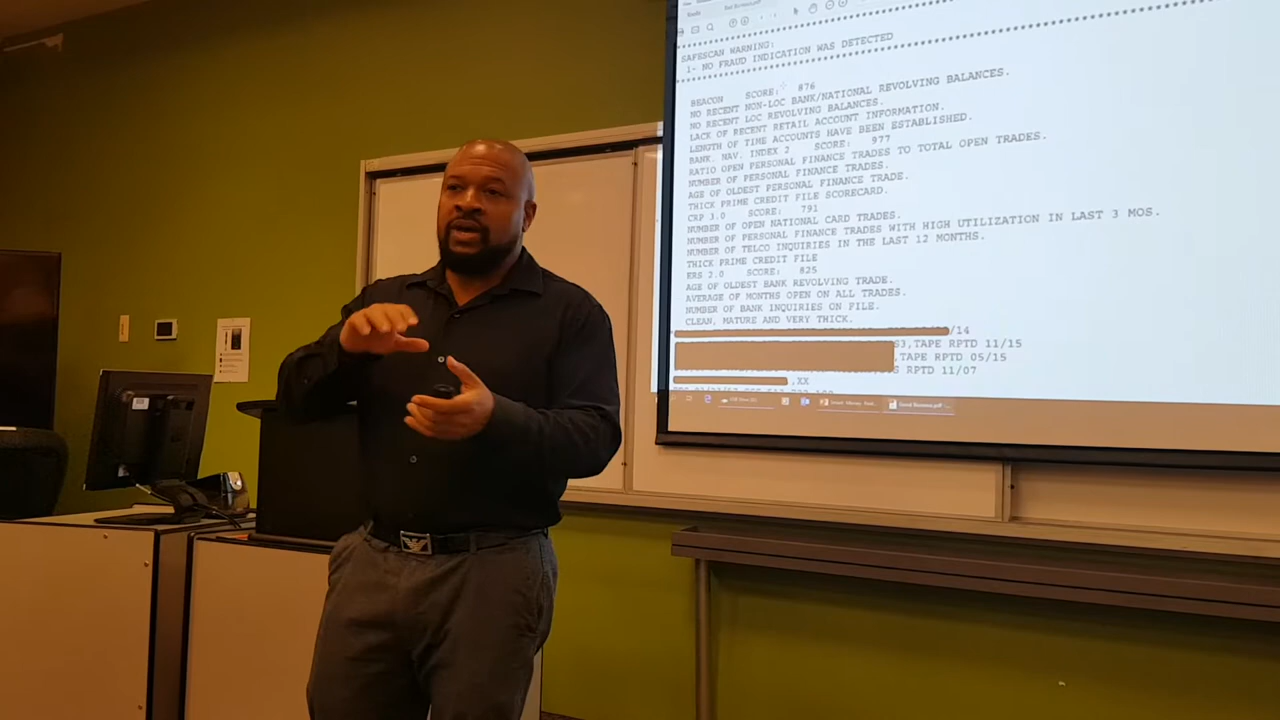 SAFESCAN WARNING:
1- NO FRAUD INDICATION WAS DETECTED
BEACON SCORE: 876
NO RECENT NON-LOC BANK/NATIONAL REVOLVING BALANCES.
NO RECENT LOC REVOLVING BALANCES.
LACK OF RECENT RETAIL ACCOUNT INFORMATION.
LENGTH OF TIME ACCOUNTS HAVE BEEN ESTABLISHED.
BANK. NAV. INDEX 2 SCORE: 977
RATIO OPEN PERSONAL FINANCE TRADES TO TOTAL OPEN TRADES.
NUMBER OF PERSONAL FINANCE TRADES.
AGE OF OLDEST PERSONAL FINANCE TRADE.
THICK PRIME CREDIT FILE SCORECARD.
CRP 3.0 SCORE: 791
NUMBER OF OPEN NATIONAL CARD TRADES.
NUMBER OF PERSONAL FINANCE TRADES WITH HIGH UTILIZATION IN LAST 3 MOS.
NUMBER OF TELCO INQUIRIES IN THE LAST 12 MONTHS.
THICK PRIME CREDIT FILE
ERS 2.0 SCORE: 825
AGE OF OLDEST BANK REVOLVING TRADE.
AVERAGE OF MONTHS OPEN ON ALL TRADES.
NUMBER OF BANK INQUIRIES ON FILE.
CLEAN, MATURE AND VERY THICK.
/14
S3,TAPE RPTD 11/15
,TAPE RPTD 05/15
S RPTD 11/07
,XX